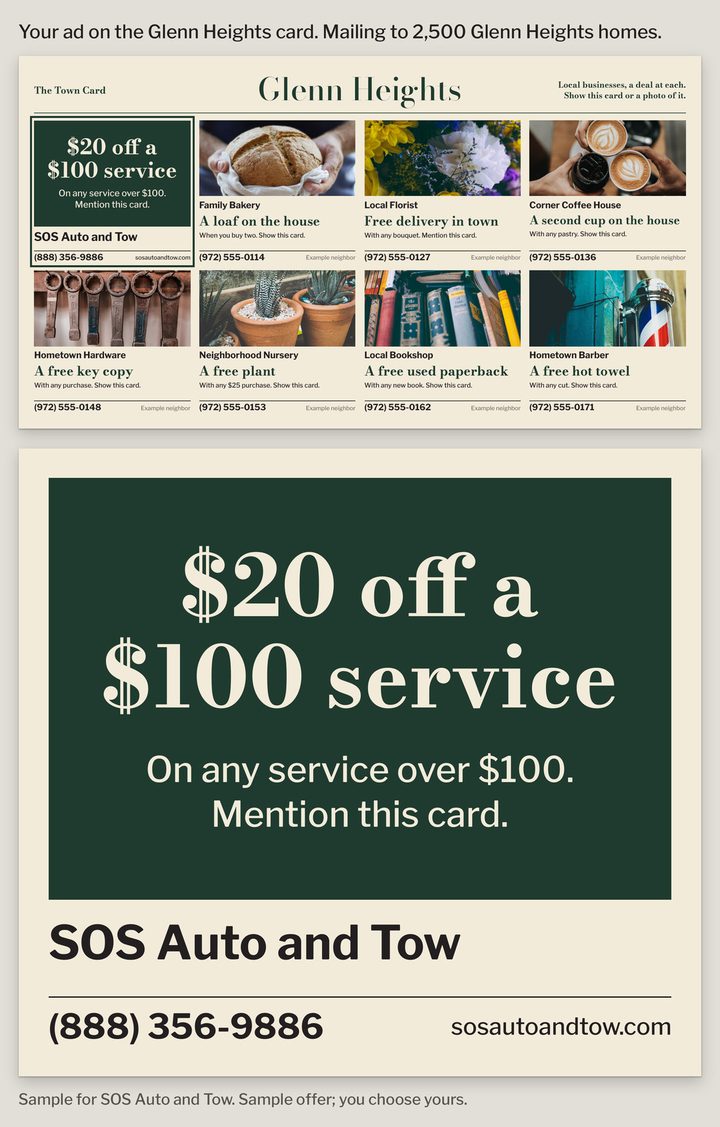 Your ad on the Glenn Heights card. Mailing to 2,500 Glenn Heights homes.
The Town Card
Glenn Heights
Local businesses, a deal at each.
Show this card or a photo of it.
$20 off a
$100 service
On any service over $100.
Mention this card.
SOS Auto and Tow
(888) 356-9886
sosautoandtow.com
Family Bakery
A loaf on the house
When you buy two. Show this card.
(972) 555-0114
Example neighbor
Local Florist
Free delivery in town
With any bouquet. Mention this card.
(972) 555-0127
Example neighbor
Corner Coffee House
A second cup on the house
With any pastry. Show this card.
(972) 555-0136
Example neighbor
Hometown Hardware
A free key copy
With any purchase. Show this card.
(972) 555-0148
Example neighbor
Neighborhood Nursery
A free plant
With any $25 purchase. Show this card.
(972) 555-0153
Example neighbor
Local Bookshop
A free used paperback
With any new book. Show this card.
(972) 555-0162
Example neighbor
Hometown Barber
A free hot towel
With any cut. Show this card.
(972) 555-0171
Example neighbor
$20 off a
$100 service
On any service over $100.
Mention this card.
SOS Auto and Tow
(888) 356-9886
sosautoandtow.com
Sample for SOS Auto and Tow. Sample offer; you choose yours.